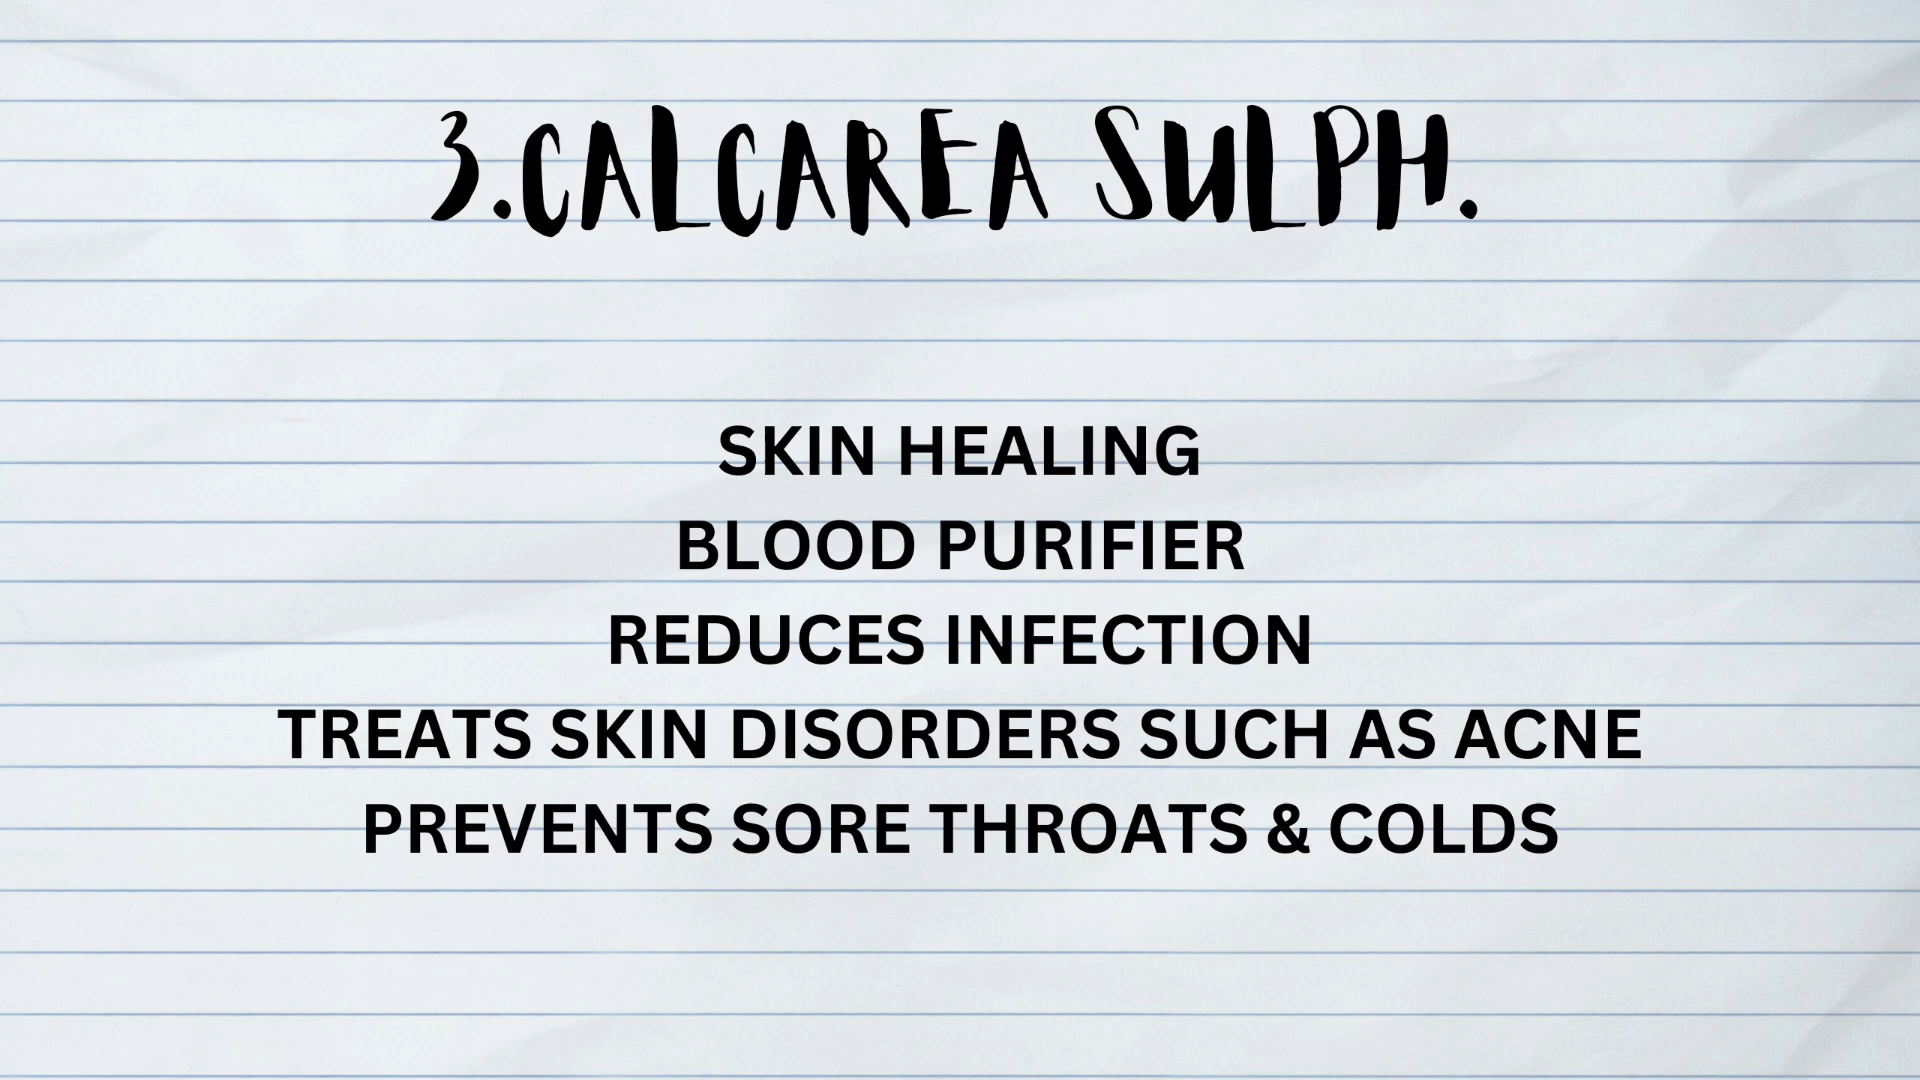 3.CALCAREA SULPH.
SKIN HEALING
BLOOD PURIFIER
REDUCES INFECTION
TREATS SKIN DISORDERS SUCH AS ACNE
PREVENTS SORE THROATS & COLDS